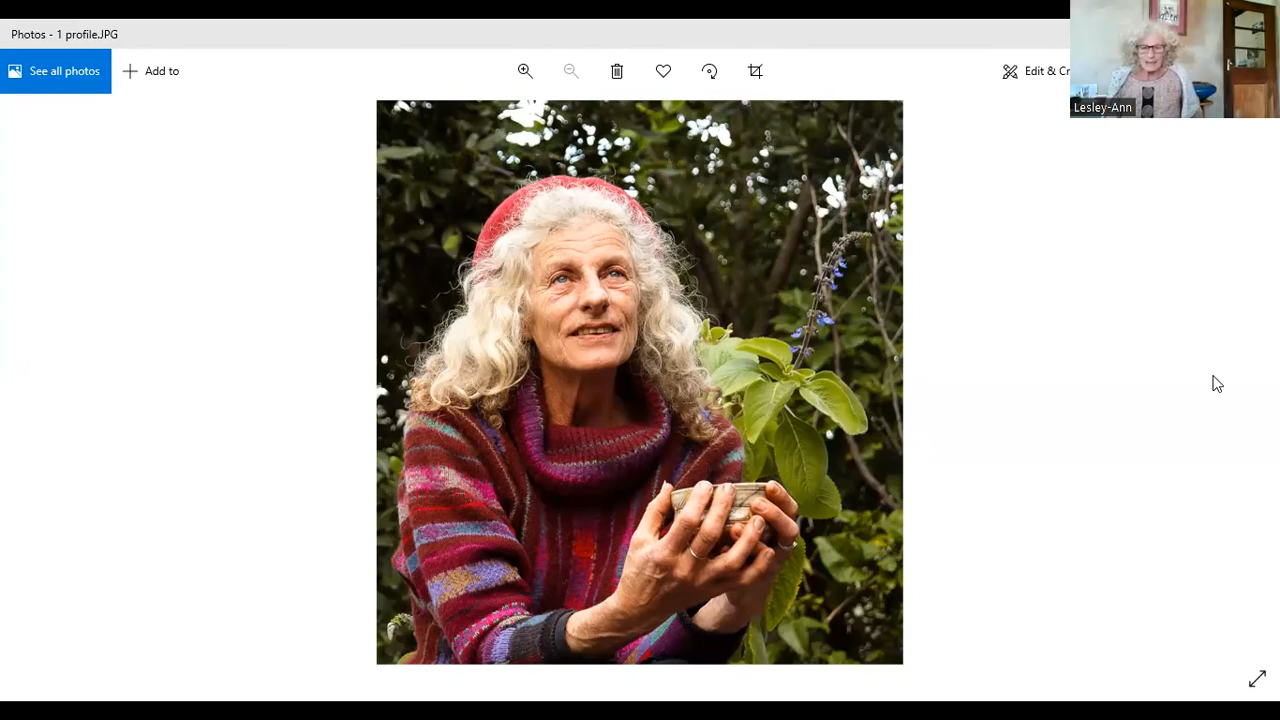 Photos - 1 profile.JPG
See all photos
Add to
Edit & Cr
Lesley-Ann